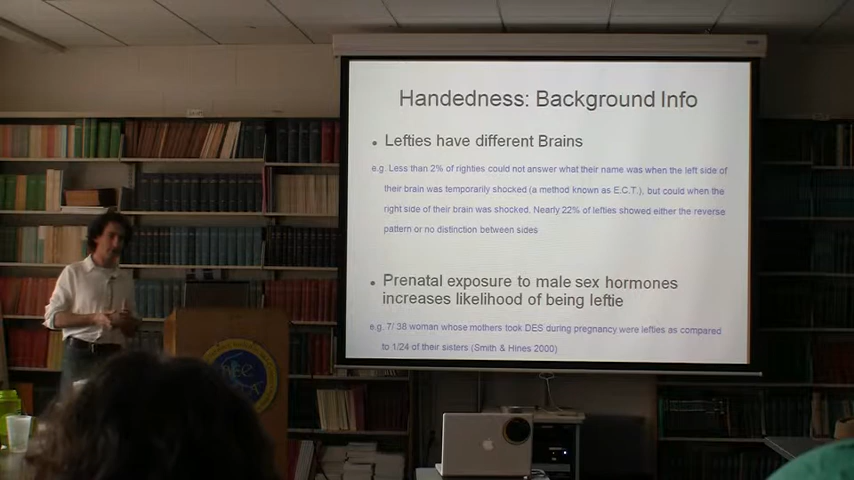 Handedness: Background Info
• Lefties have different Brains
e.g. Less than 2% of righties could not answer what their name was when the left side of
their brain was temporarily shocked (a method known as E.C.T.), but could when the
right side of their brain was shocked. Nearly 22% of lefties showed either the reverse
pattern or no distinction between sides
• Prenatal exposure to male sex hormones
increases likelihood of being leftie
e.g. 7/ 38 woman whose mothers took DES during pregnancy were lefties as compared
to 1/24 of their sisters (Smith & Hines 2000)